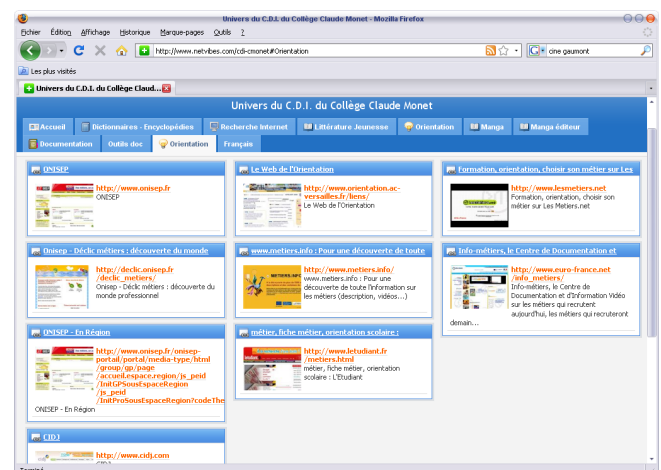 Univers du C.D.I. du Collège Claude Monet - Mozilla Firefox
Fichier Édition Affichage Historique Marque-pages Outils ?
http://www.netvibes.com/cdi-cmonet#Orientation
cine gaumont
Les plus visités
Univers du C.D.I. du Collège Claud...
Univers du C.D.I. du Collège Claude Monet
Accueil Dictionnaires - Encyclopédies Recherche Internet Littérature Jeunesse Orientation Manga Manga éditeur
Documentation Outils doc Orientation Français
ONISEP
http://www.onisep.fr
ONISEP
Le Web de l'Orientation
http://www.orientation.ac-
versailles.fr/liens/
Le Web de l'Orientation
Formation, orientation, choisir son métier sur Les
http://www.lesmetiers.net
Formation, orientation, choisir son
métier sur Les Metiers.net
Onisep - Déclic métiers : découverte du monde
http://declic.onisep.fr
/declic_metiers/
Onisep - Déclic métiers : découverte du
monde professionnel
www.metiers.info : Pour une découverte de toute
http://www.metiers.info/
www.metiers.info : Pour une
découverte de toute l'information sur
les métiers (description, vidéos...)
Info-métiers, le Centre de Documentation et
http://www.euro-france.net
/info_metiers/
Info-métiers, le Centre de
Documentation et d'Information Vidéo
sur les métiers qui recrutent
aujourd'hui, les métiers qui recruteront
demain...
ONISEP - En Région
http://www.onisep.fr/onisep-
portail/portal/media-type/html
/group/gp/page
/accueil.espace.region/js_peid
/InitGPSousEspaceRegion
/js_peid
/InitProSousEspaceRegion?codeThe
ONISEP - En Région
métier, fiche métier, orientation scolaire :
http://www.letudiant.fr
/metiers.html
métier, fiche métier, orientation
scolaire : L'Etudiant
CIDJ
http://www.cidj.com
CIDJ
Terminé